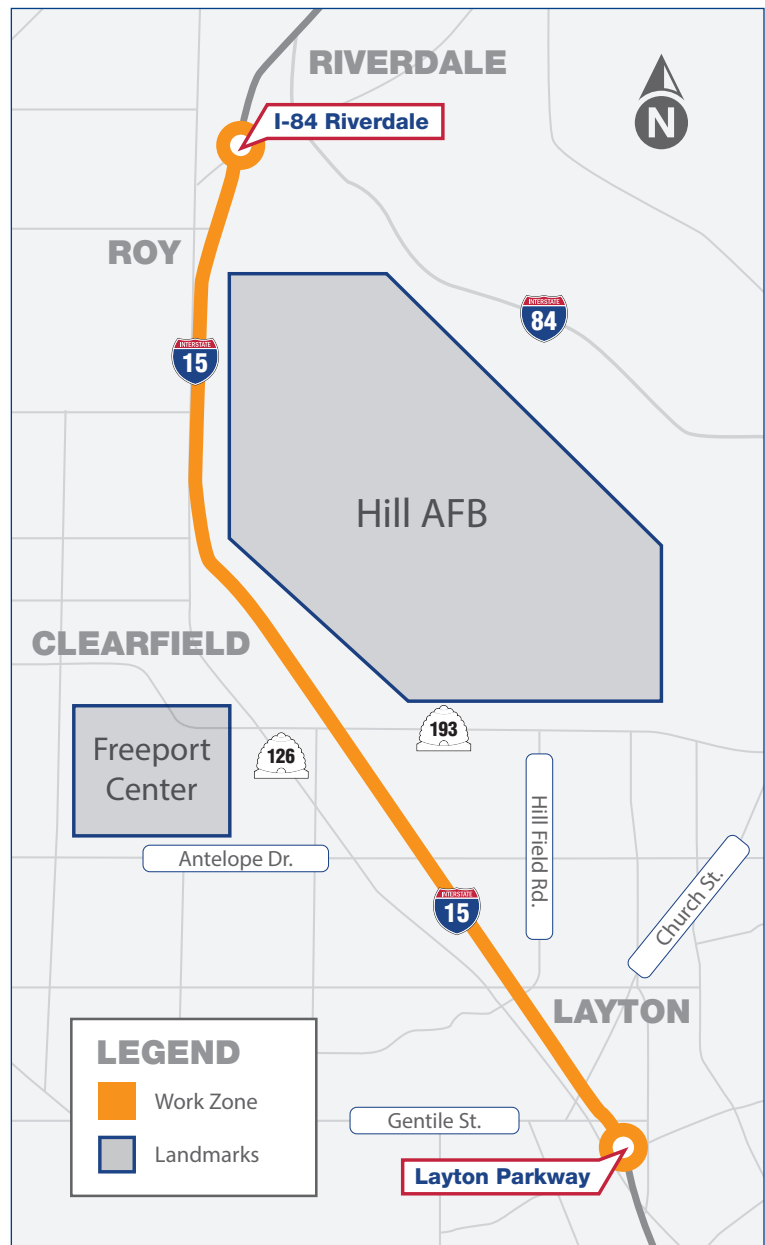 RIVERDALE
I-84 Riverdale
N
ROY
INTERSTATE
84
INTERSTATE
15
Hill AFB
CLEARFIELD
Freeport
Center
126
193
Hill Field Rd.
Antelope Dr.
Church St.
INTERSTATE
15
LAYTON
LEGEND
Work Zone
Landmarks
Gentile St.
Layton Parkway